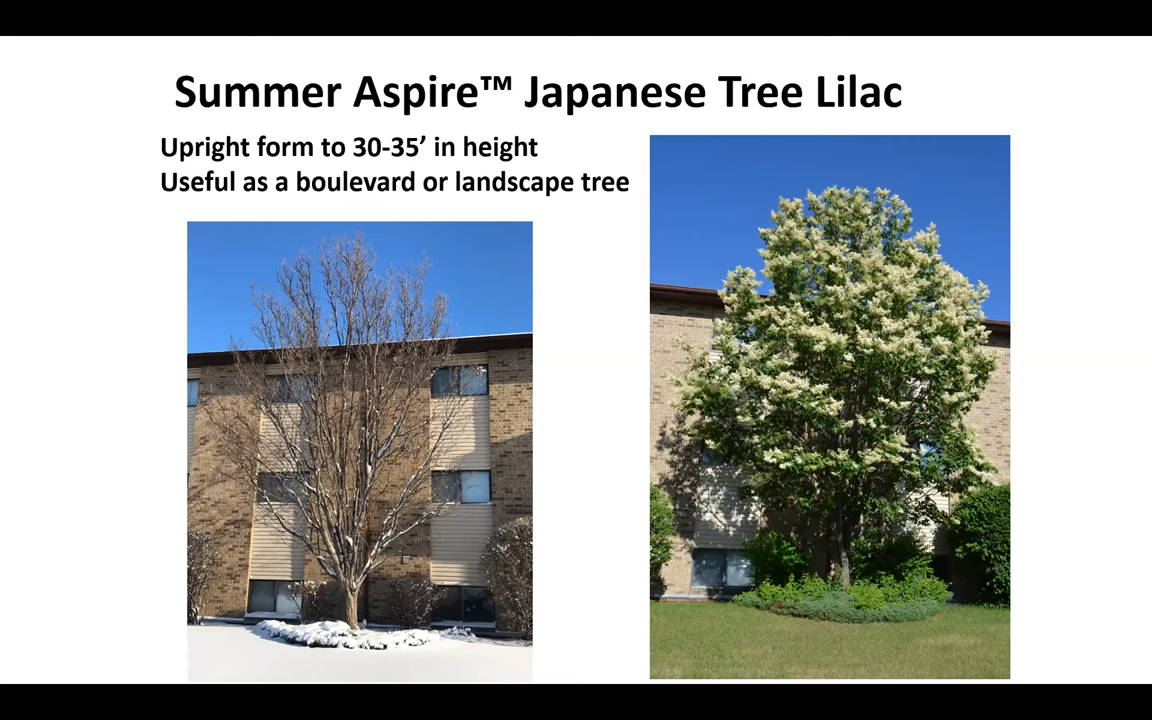 Summer Aspire™ Japanese Tree Lilac
Upright form to 30-35’ in height
Useful as a boulevard or landscape tree